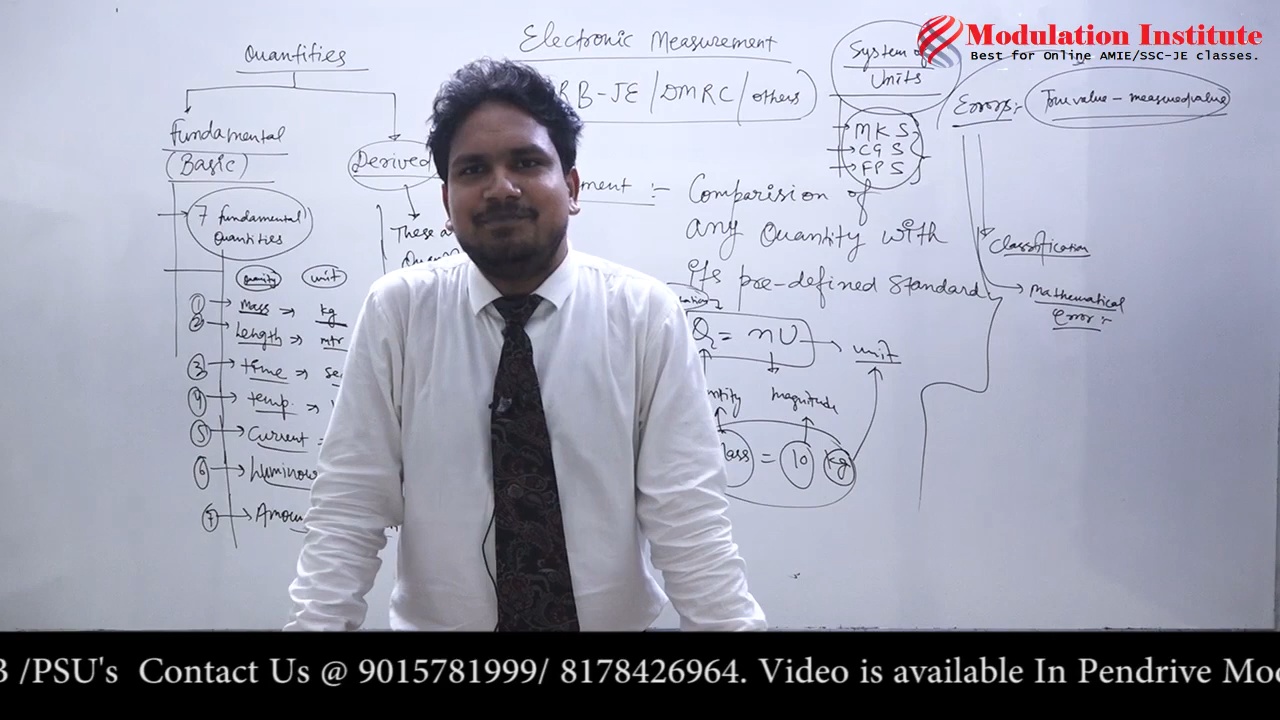 Modulation Institute
Best for Online AMIE/SSC-JE classes.
Electronic Measurement
RB-JE / DMRC / others
Quantities
Fundamental
(Basic)
Derived
7 fundamental
Quantities
Quantity unit
① Mass → kg
② Length → mtr
③ time →
④ temp. →
⑤ Current =
⑥
⑦
These
System of
Units
MKS
CGS
FPS
Errors:- True value - measured value
Classification
Mathematical
Error:-
ment :- Comparision of
any Quantity with
its pre-defined Standard
Q = nU → unit
magnitude
= 10 kg
/PSU's Contact Us @ 9015781999/ 8178426964. Video is available In Pendrive